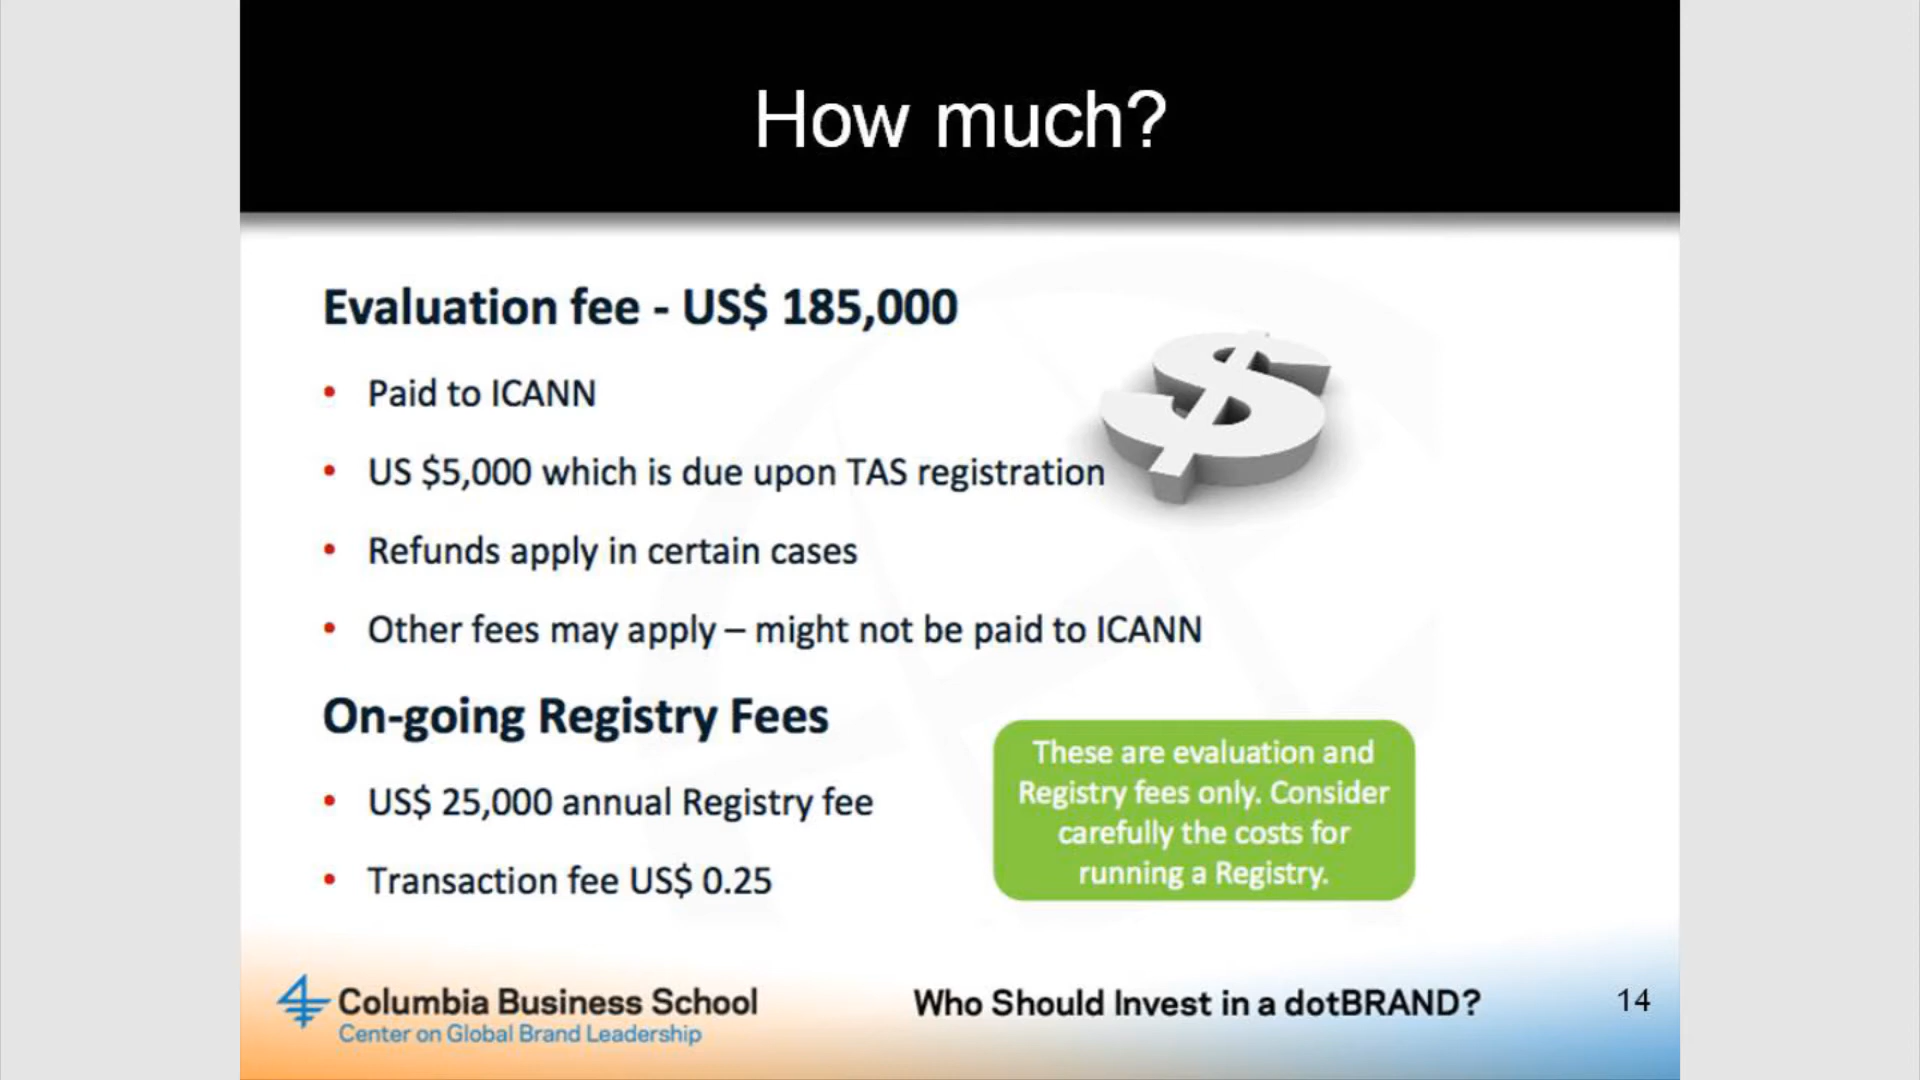 How much?
Evaluation fee - US$ 185,000
• Paid to ICANN
• US $5,000 which is due upon TAS registration
• Refunds apply in certain cases
• Other fees may apply – might not be paid to ICANN
On-going Registry Fees
• US$ 25,000 annual Registry fee
• Transaction fee US$ 0.25
These are evaluation and
Registry fees only. Consider
carefully the costs for
running a Registry.
Columbia Business School
Center on Global Brand Leadership
Who Should Invest in a dotBRAND?
14